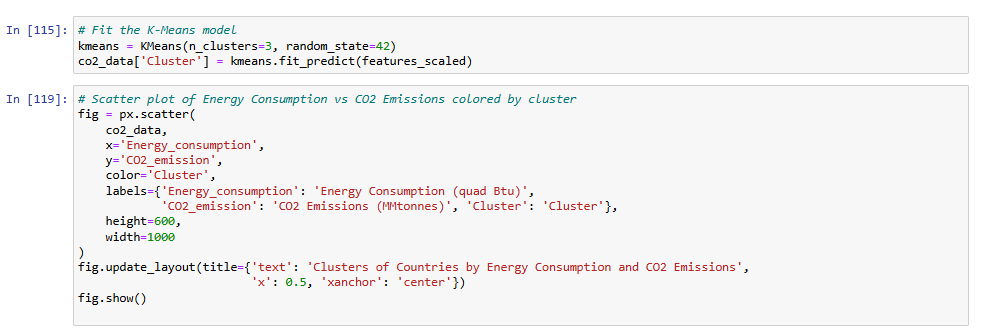 In [115]: # Fit the K-Means model
kmeans = KMeans(n_clusters=3, random_state=42)
co2_data['Cluster'] = kmeans.fit_predict(features_scaled)
In [119]: # Scatter plot of Energy Consumption vs CO2 Emissions colored by cluster
fig = px.scatter(
    co2_data,
    x='Energy_consumption',
    y='CO2_emission',
    color='Cluster',
    labels={'Energy_consumption': 'Energy Consumption (quad Btu)',
            'CO2_emission': 'CO2 Emissions (MMtonnes)', 'Cluster': 'Cluster'},
    height=600,
    width=1000
)
fig.update_layout(title={'text': 'Clusters of Countries by Energy Consumption and CO2 Emissions',
                         'x': 0.5, 'xanchor': 'center'})
fig.show()